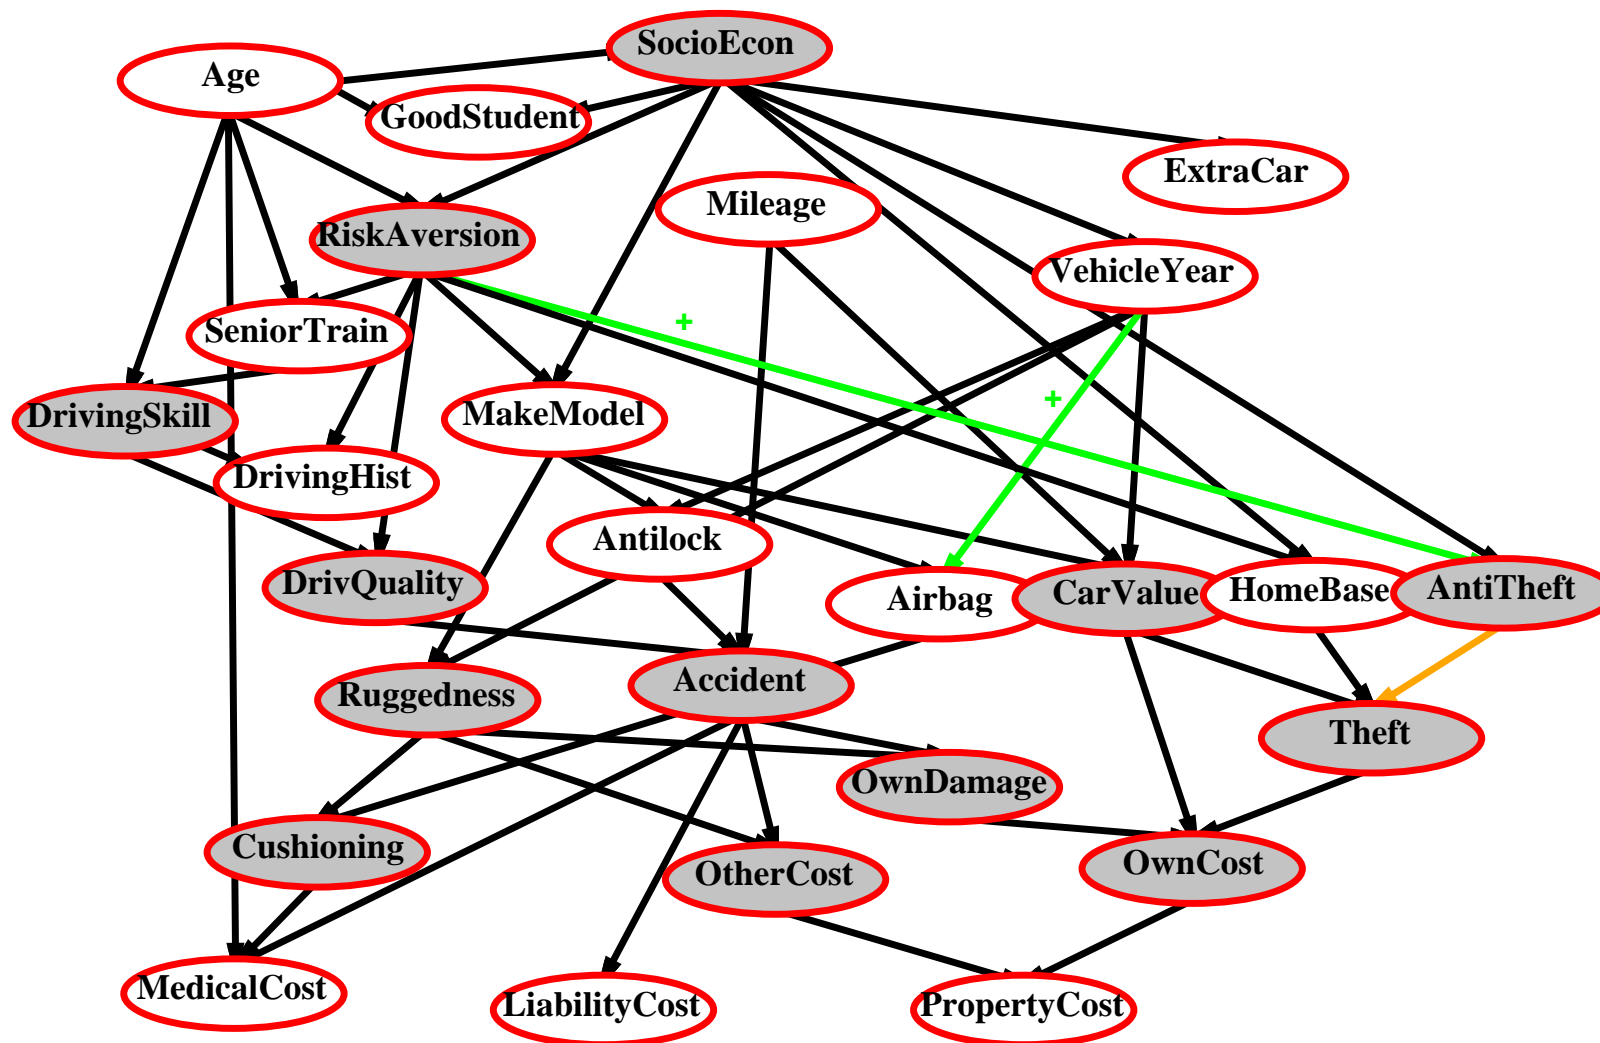 SocioEcon
Age
GoodStudent
ExtraCar
Mileage
RiskAversion
VehicleYear
+
SeniorTrain
+
DrivingSkill
MakeModel
DrivingHist
Antilock
DrivQuality
Airbag
CarValue
HomeBase
AntiTheft
Ruggedness
Accident
Theft
OwnDamage
Cushioning
OtherCost
OwnCost
MedicalCost
LiabilityCost
PropertyCost